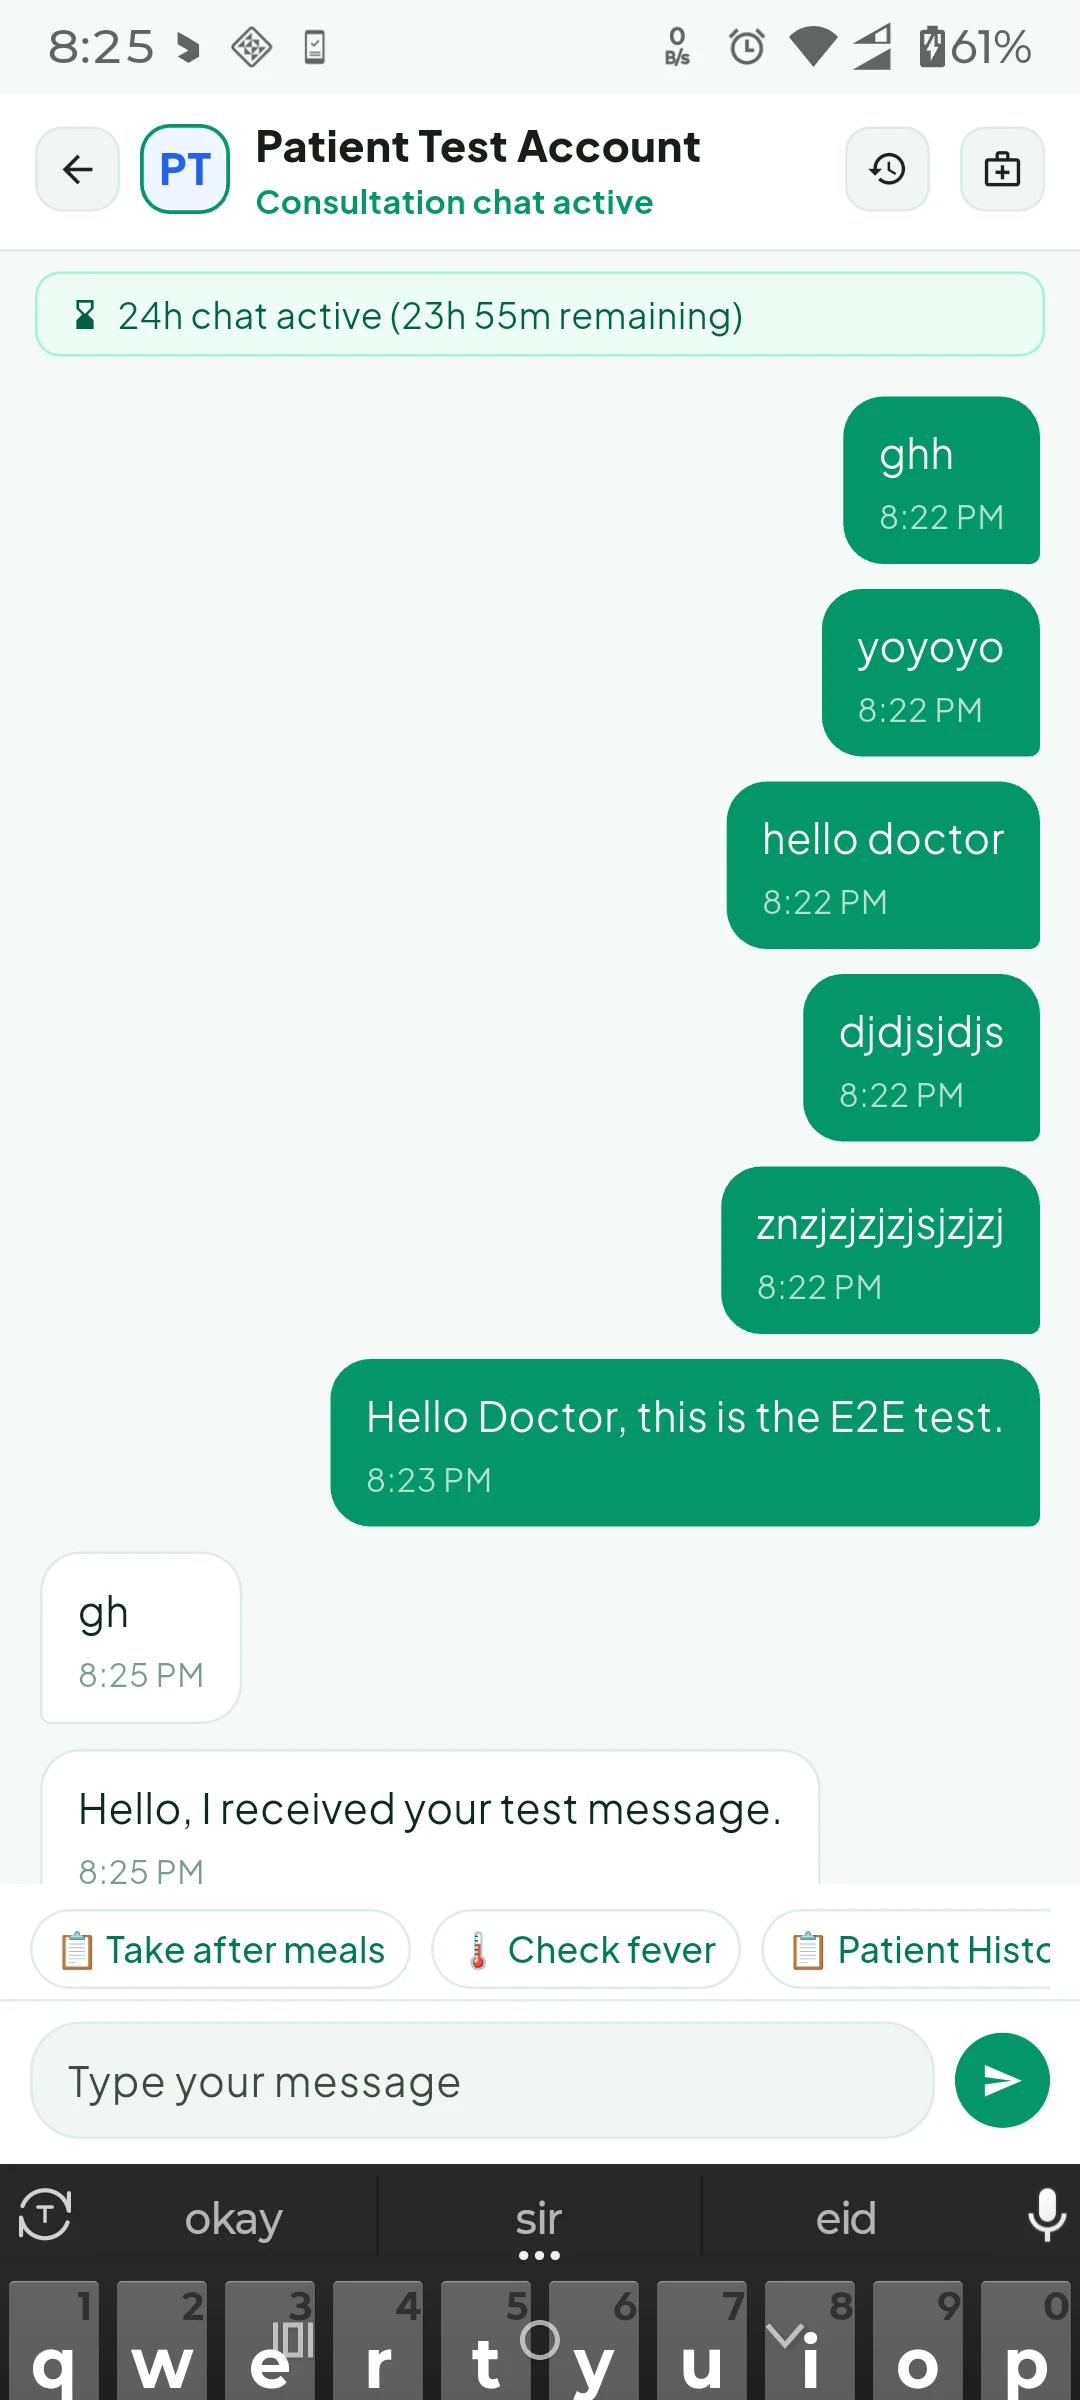 8:25
0
B/s
61%
PT
Patient Test Account
Consultation chat active
24h chat active (23h 55m remaining)
ghh
8:22 PM
yoyoyo
8:22 PM
hello doctor
8:22 PM
djdjsjdjs
8:22 PM
znzjzjzjzjsjzjzj
8:22 PM
Hello Doctor, this is the E2E test.
8:23 PM
gh
8:25 PM
Hello, I received your test message.
8:25 PM
Take after meals
Check fever
Patient Histo
Type your message
T
okay
sir
eid
1 2 3 4 5 6 7 8 9 0
q w e r t y u i o p